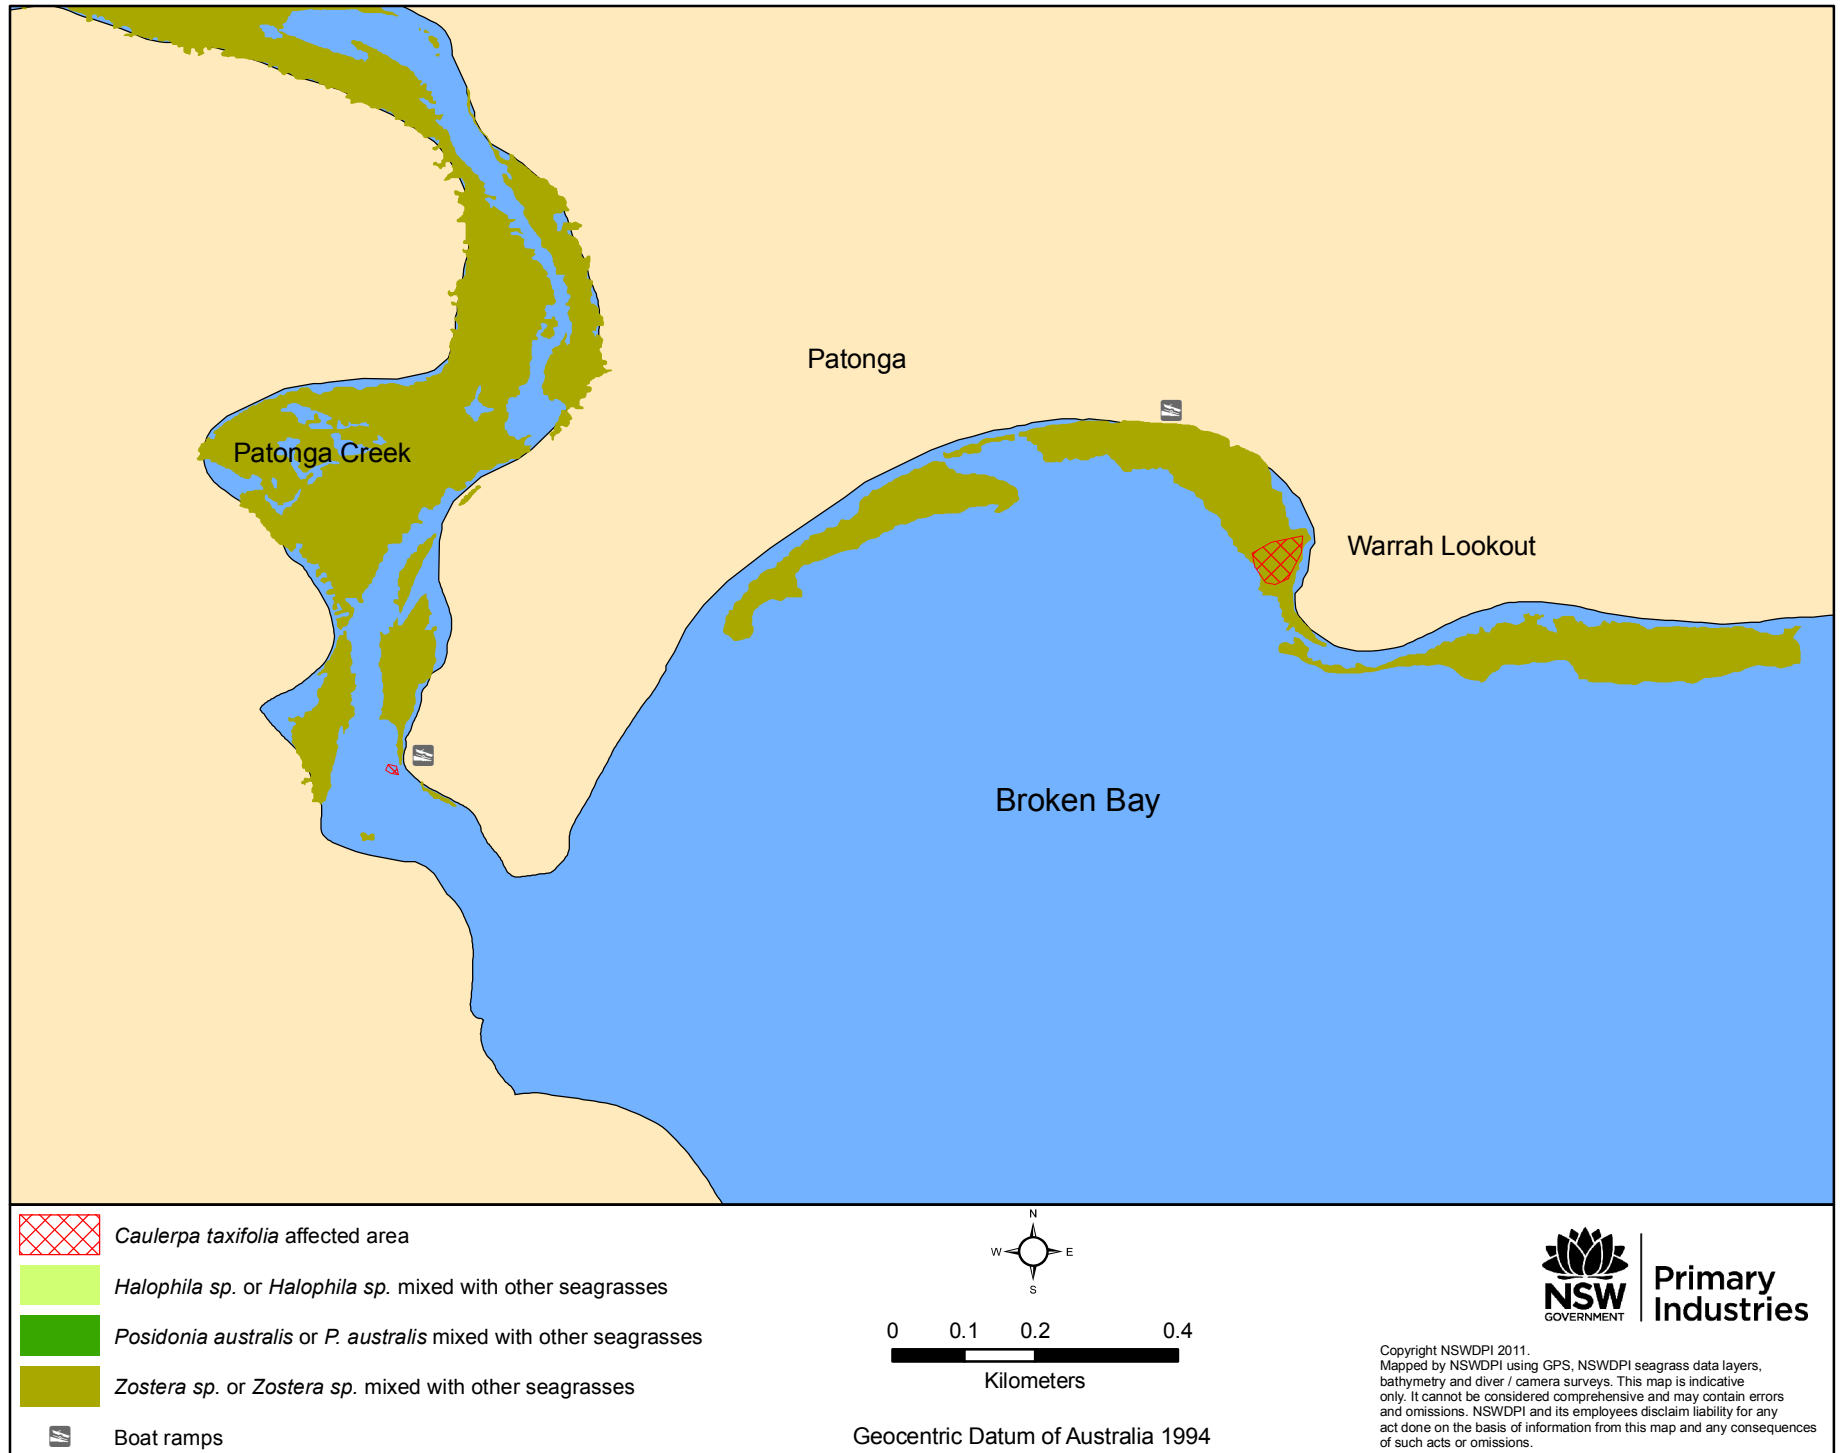 Patonga
Patonga Creek
Warrah Lookout
Broken Bay
Caulerpa taxifolia affected area
Halophila sp. or Halophila sp. mixed with other seagrasses
Posidonia australis or P. australis mixed with other seagrasses
Zostera sp. or Zostera sp. mixed with other seagrasses
Boat ramps
N
W E
S
0 0.1 0.2 0.4
Kilometers
Geocentric Datum of Australia 1994
NSW
GOVERNMENT
Primary
Industries
Copyright NSWDPI 2011.
Mapped by NSWDPI using GPS, NSWDPI seagrass data layers,
bathymetry and diver / camera surveys. This map is indicative
only. It cannot be considered comprehensive and may contain errors
and omissions. NSWDPI and its employees disclaim liability for any
act done on the basis of information from this map and any consequences
of such acts or omissions.